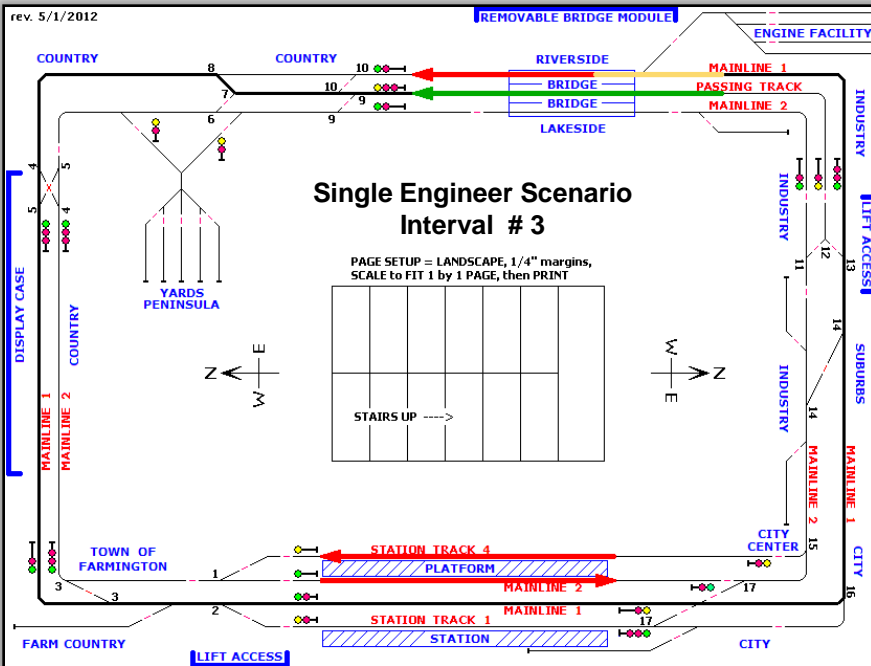 rev. 5/1/2012
REMOVABLE BRIDGE MODULE
ENGINE FACILITY
COUNTRY
COUNTRY
RIVERSIDE
8
10
MAINLINE 1
7
10
9
BRIDGE
PASSING TRACK
6
9
BRIDGE
MAINLINE 2
LAKESIDE
INDUSTRY
4
5
5
4
Single Engineer Scenario
Interval # 3
INDUSTRY
LIFT ACCESS
12
11
13
PAGE SETUP = LANDSCAPE, 1/4" margins,
SCALE to FIT 1 by 1 PAGE, then PRINT
YARDS
PENINSULA
DISPLAY CASE
COUNTRY
14
SUBURBS
E
Z
W
W
Z
E
INDUSTRY
14
STAIRS UP ---->
MAINLINE 1
MAINLINE 2
MAINLINE 2
MAINLINE 1
CITY
CENTER
15
CITY
TOWN OF
FARMINGTON
STATION TRACK 4
PLATFORM
1
MAINLINE 2
17
3
3
2
MAINLINE 1
16
STATION TRACK 1
17
STATION
FARM COUNTRY
CITY
LIFT ACCESS